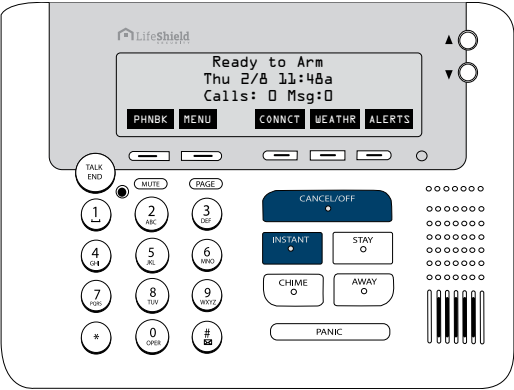 LifeShield
SECURITY
Ready to Arm
Thu 2/8 11:48a
Calls: 0 Msg:0
PHNBK MENU CONNCT WEATHR ALERTS
TALK
END
MUTE PAGE
1 2 ABC 3 DEF
4 GHI 5 JKL 6 MNO
7 PQRS 8 TUV 9 WXYZ
* 0 OPER #
CANCEL/OFF
INSTANT STAY
CHIME AWAY
PANIC